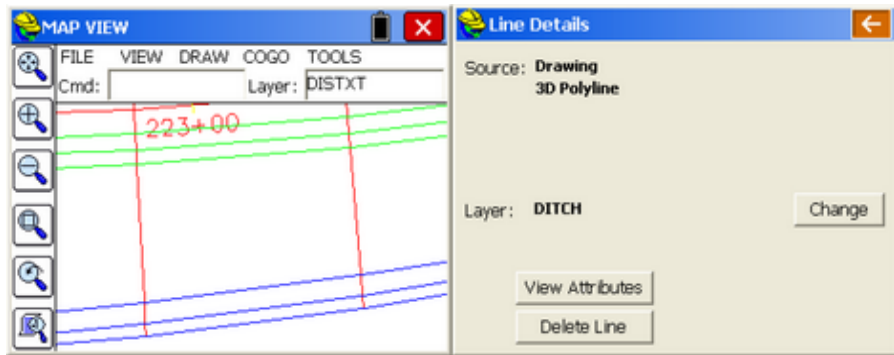 MAP VIEW
FILE VIEW DRAW COGO TOOLS
Cmd: Layer: DISTXT
223+00
Line Details
Source: Drawing
3D Polyline
Layer: DITCH Change
View Attributes
Delete Line